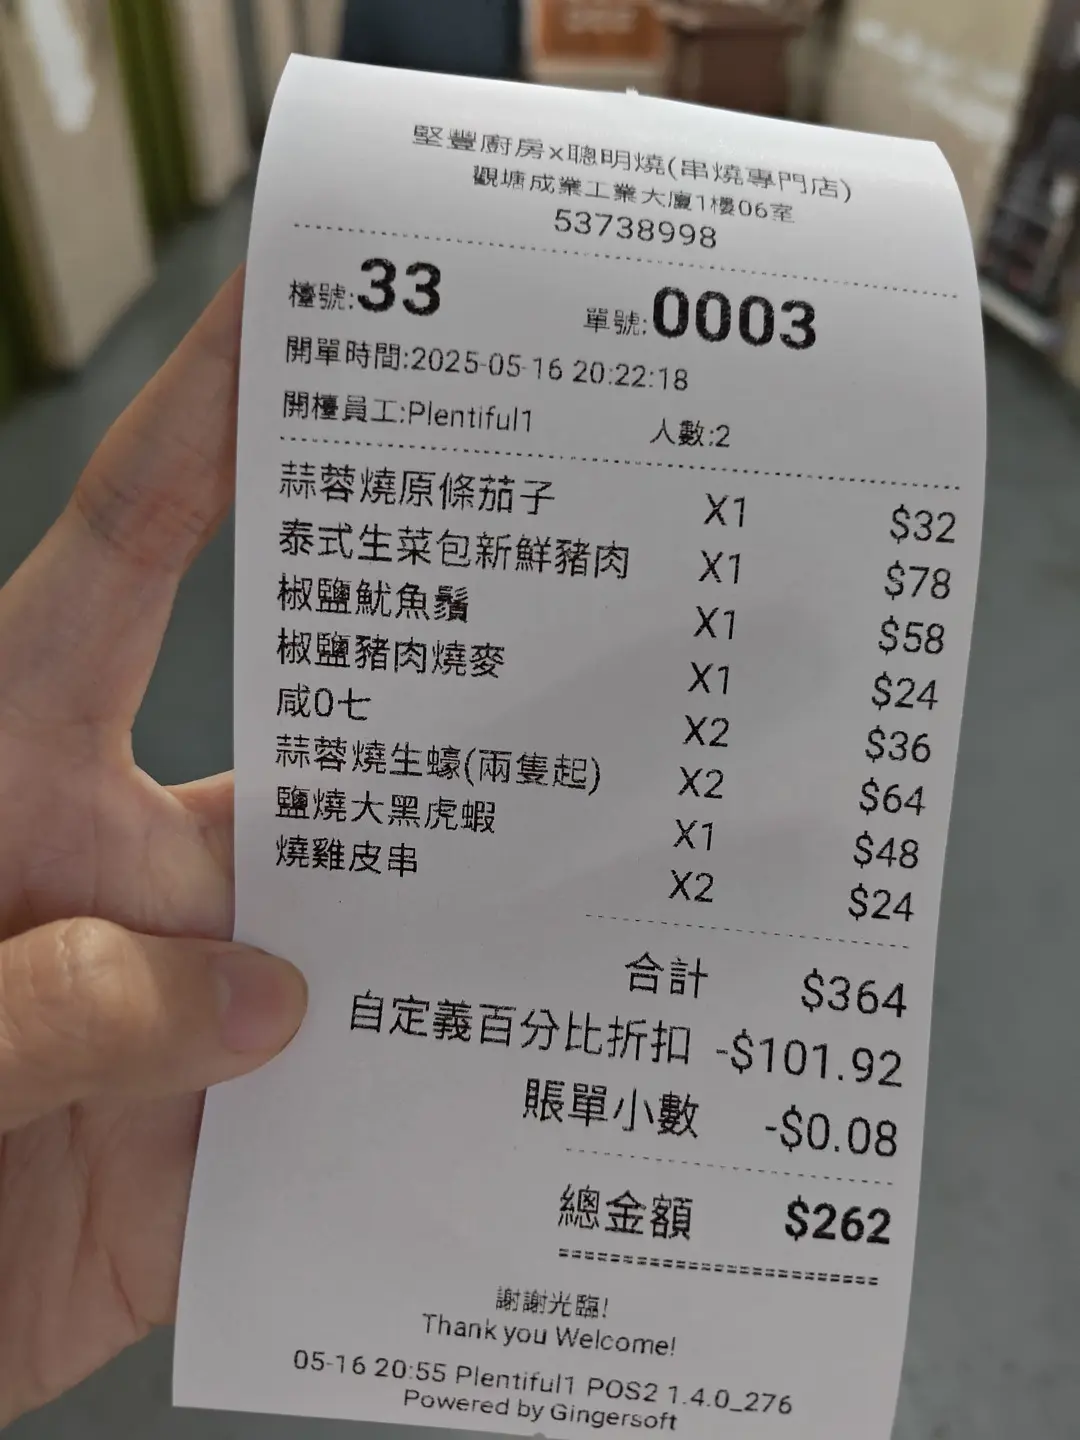 堅豐廚房x聰明燒(串燒專門店)
觀塘成業工業大廈1樓06室
53738998
檯號:33 單號:0003
開單時間:2025-05-16 20:22:18
開檯員工:Plentiful1 人數:2
蒜蓉燒原條茄子 X1 $32
泰式生菜包新鮮豬肉 X1 $78
椒鹽魷魚鬚 X1 $58
椒鹽豬肉燒麥 X1 $24
咸0七 X2 $36
蒜蓉燒生蠔(兩隻起) X2 $64
鹽燒大黑虎蝦 X1 $48
燒雞皮串 X2 $24
合計 $364
自定義百分比折扣 -$101.92
賬單小數 -$0.08
總金額 $262
謝謝光臨!
Thank you Welcome!
05-16 20:55 Plentiful1 POS2 1.4.0_276
Powered by Gingersoft